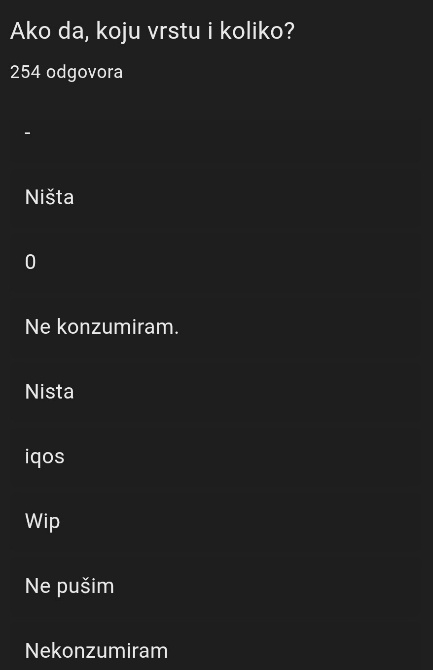 Ako da, koju vrstu i koliko?
254 odgovora
-
Ništa
0
Ne konzumiram.
Nista
iqos
Wip
Ne pušim
Nekonzumiram